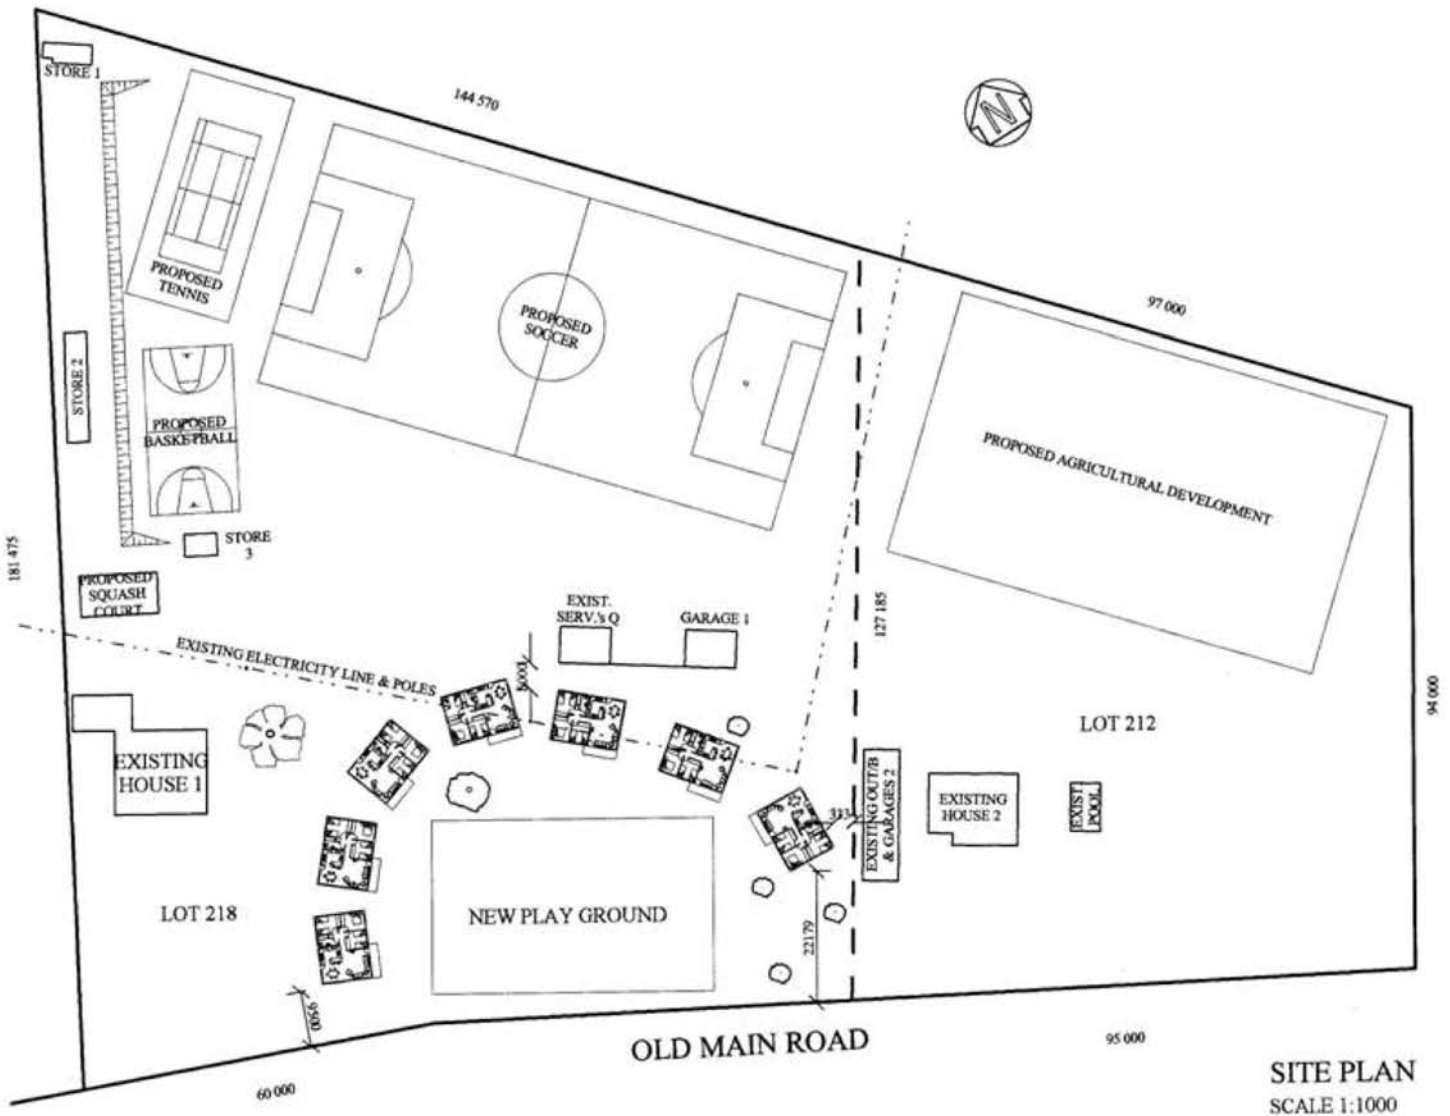 STORE 1
144 570
N
97 000
PROPOSED
TENNIS
PROPOSED
SOCCER
STORE 2
PROPOSED
BASKETBALL
PROPOSED AGRICULTURAL DEVELOPMENT
STORE
3
181 475
PROPOSED
SQUASH
COURT
EXIST.
SERV.'s Q
GARAGE 1
127 185
EXISTING ELECTRICITY LINE & POLES
94 000
LOT 212
EXISTING
HOUSE 1
EXISTING OUT/B
& GARAGES 2
EXISTING
HOUSE 2
EXIST.
POOL
LOT 218
NEW PLAY GROUND
22179
9500
OLD MAIN ROAD
95 000
60 000
SITE PLAN
SCALE 1:1000